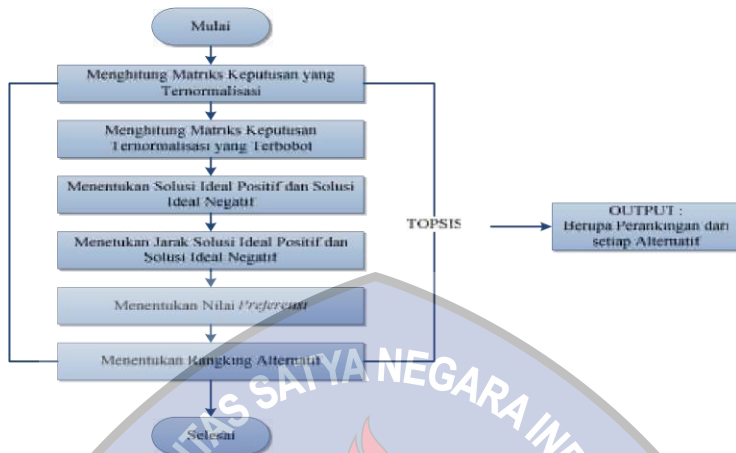 Mulai
Menghitung Matriks Keputusan yang
Ternormalisasi
Menghitung Matriks Keputusan
Ternormalisasi yang Terbobot
Menentukan Solusi Ideal Positif dan Solusi
Ideal Negatif
Menetukan Jarak Solusi Ideal Positif dan
Solusi Ideal Negatif
Menentukan Nilai Preferensi
Menentukan Rangking Alternatif
Selesai
TOPSIS
OUTPUT :
Berupa Perankingan dari
setiap Alternatif
SATYA NEGARA